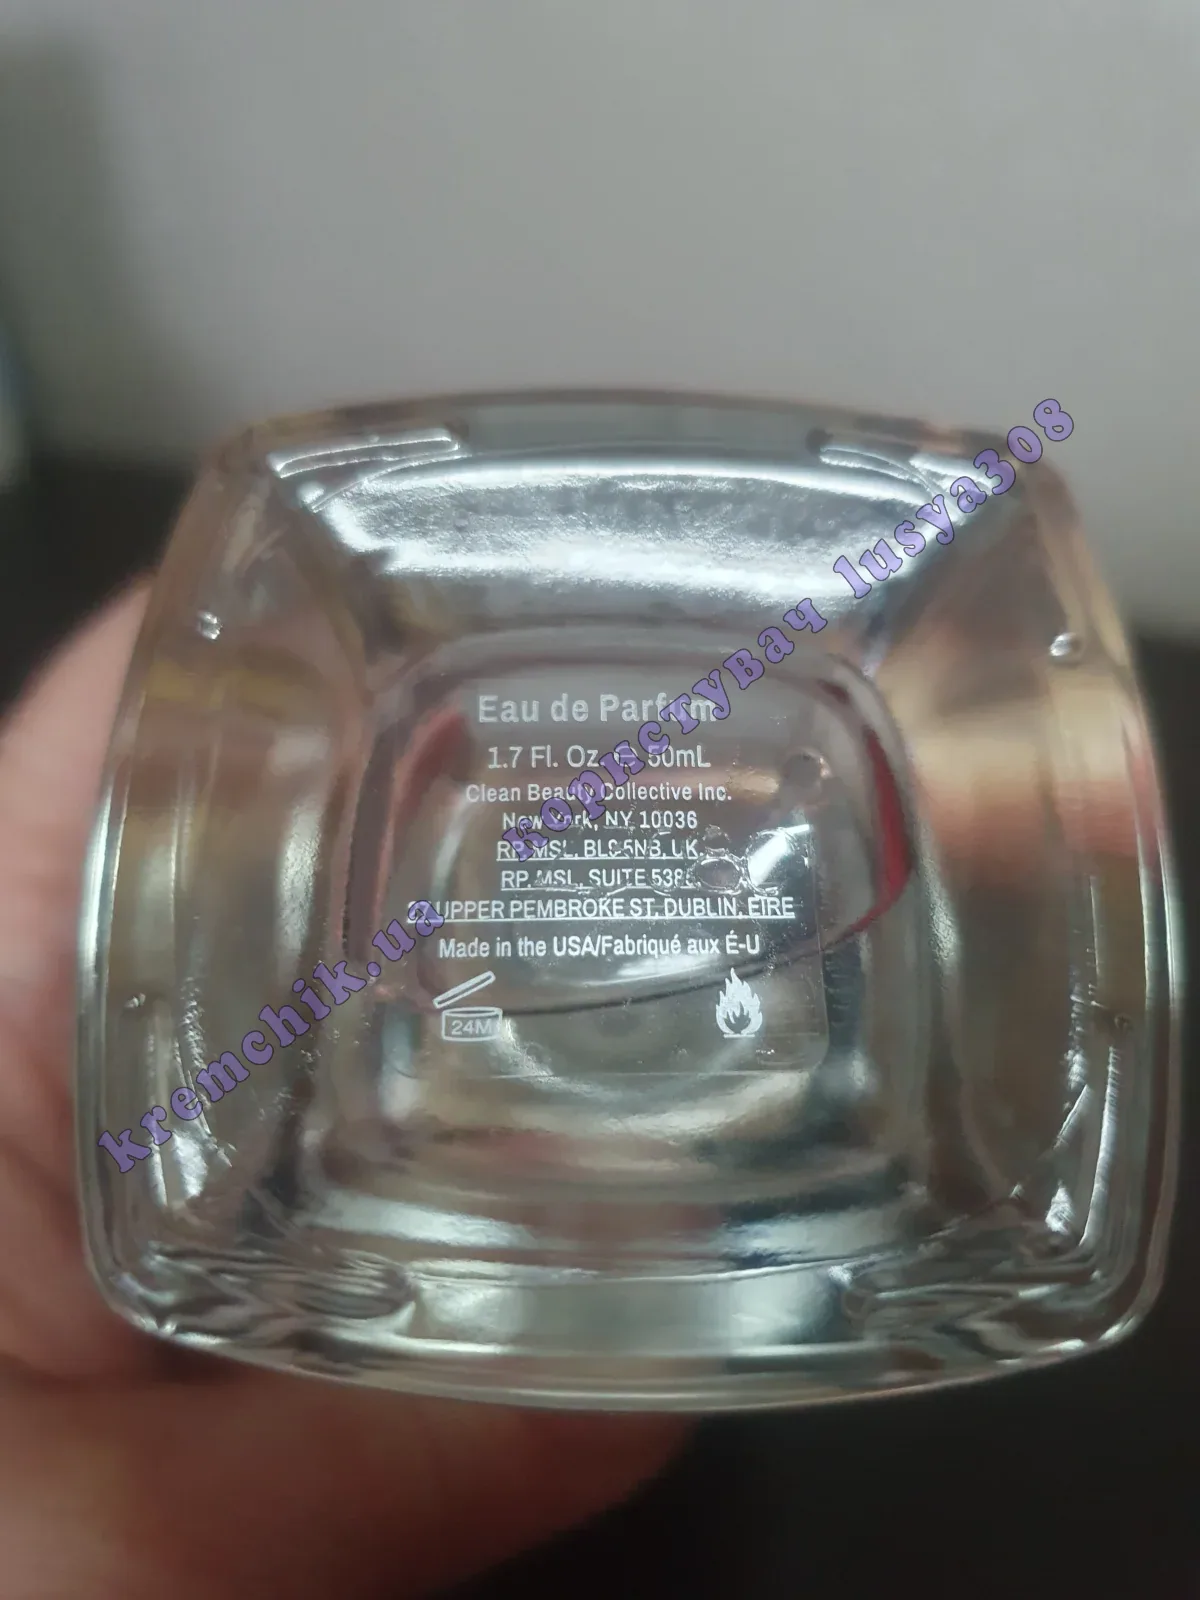 Eau de Parfum
1.7 Fl. Oz. 50mL
Clean Beauty Collective Inc.
New York, NY 10036
RP. MSL, BL9 5NB, UK.
RP. MSL, SUITE
UPPER PEMBROKE ST, DUBLIN, EIRE
Made in the USA/Fabriqué aux É-U
24M
kremchik.ua користувач lusya308